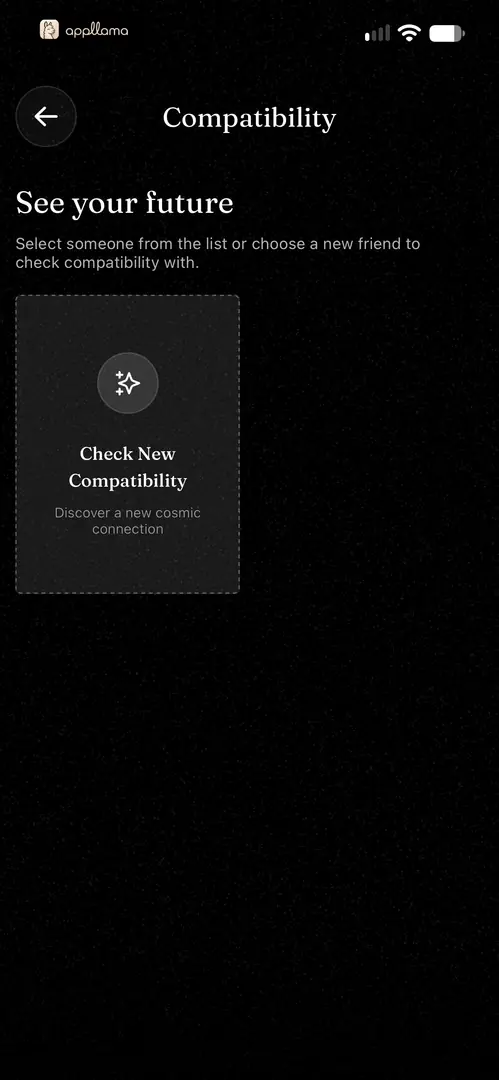 appllama
Compatibility
See your future
Select someone from the list or choose a new friend to
check compatibility with.
Check New
Compatibility
Discover a new cosmic
connection